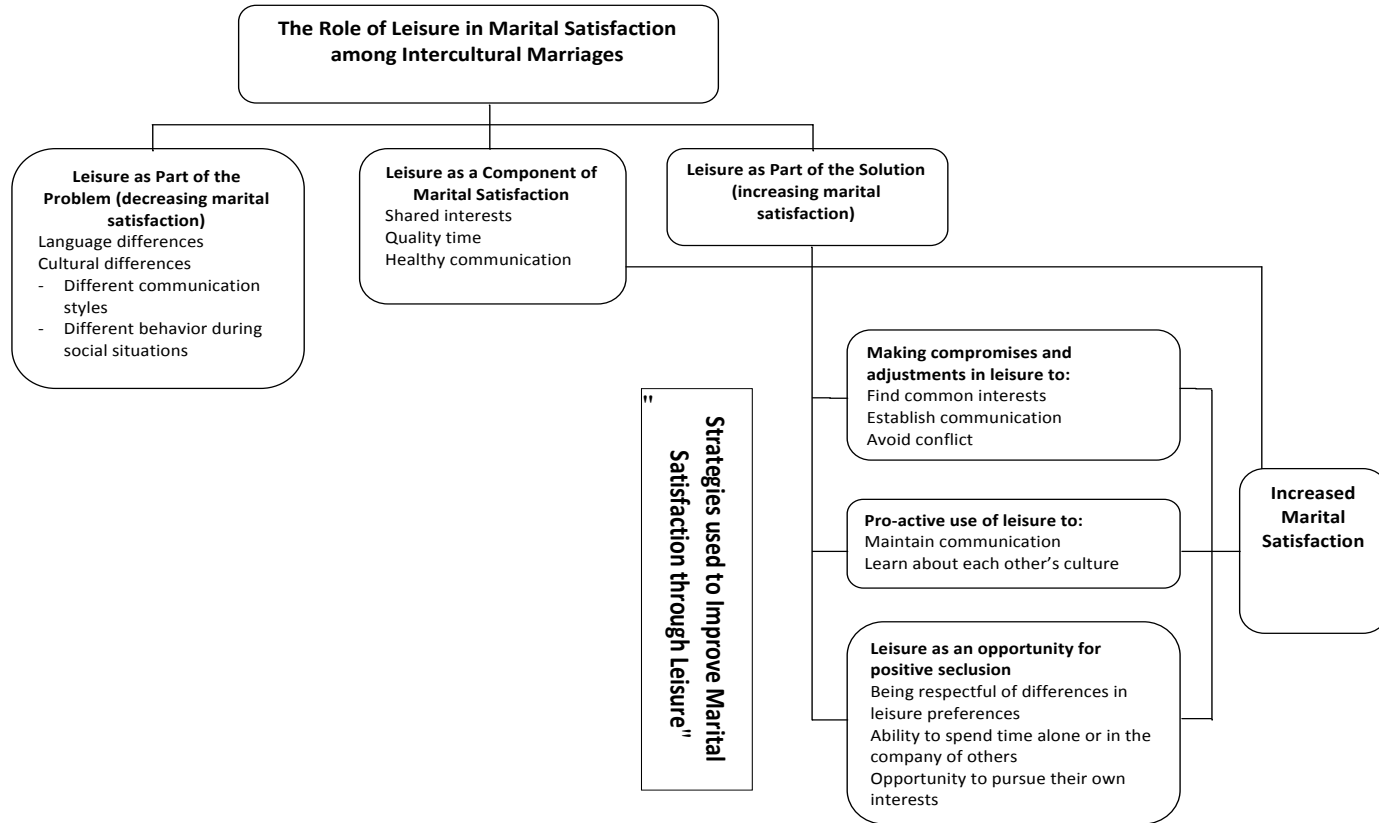 The Role of Leisure in Marital Satisfaction
among Intercultural Marriages
Leisure as Part of the
Problem (decreasing marital
satisfaction)
Language differences
Cultural differences
- Different communication
styles
- Different behavior during
social situations
Leisure as a Component of
Marital Satisfaction
Shared interests
Quality time
Healthy communication
Leisure as Part of the Solution
(increasing marital
satisfaction)
"
Strategies used to Improve Marital
Satisfaction through Leisure"
Making compromises and
adjustments in leisure to:
Find common interests
Establish communication
Avoid conflict
Pro-active use of leisure to:
Maintain communication
Learn about each other’s culture
Leisure as an opportunity for
positive seclusion
Being respectful of differences in
leisure preferences
Ability to spend time alone or in the
company of others
Opportunity to pursue their own
interests
Increased
Marital
Satisfaction